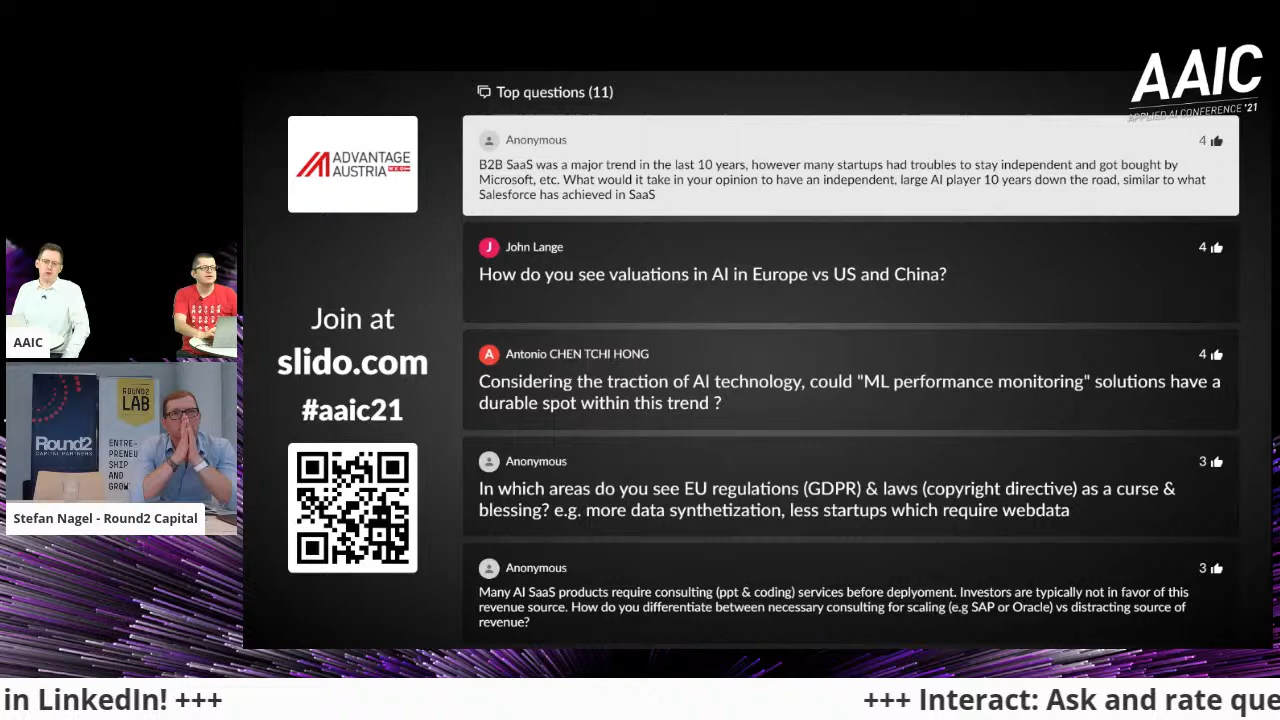 AAIC
APPLIED AI CONFERENCE '21
Top questions (11)
ADVANTAGE
AUSTRIA
Join at
slido.com
#aaic21
Anonymous
4
B2B SaaS was a major trend in the last 10 years, however many startups had troubles to stay independent and got bought by
Microsoft, etc. What would it take in your opinion to have an independent, large AI player 10 years down the road, similar to what
Salesforce has achieved in SaaS
J
John Lange
4
How do you see valuations in AI in Europe vs US and China?
A
Antonio CHEN TCHI HONG
4
Considering the traction of AI technology, could "ML performance monitoring" solutions have a
durable spot within this trend ?
Anonymous
3
In which areas do you see EU regulations (GDPR) & laws (copyright directive) as a curse &
blessing? e.g. more data synthetization, less startups which require webdata
Anonymous
3
Many AI SaaS products require consulting (ppt & coding) services before deployment. Investors are typically not in favor of this
revenue source. How do you differentiate between necessary consulting for scaling (e.g SAP or Oracle) vs distracting source of
revenue?
AAIC
Round2
CAPITAL PARTNERS
ROUND2
LAB
ENTRE-
PRENEU
SHIP
AND
GROW
Stefan Nagel - Round2 Capital
in LinkedIn! +++
+++ Interact: Ask and rate que